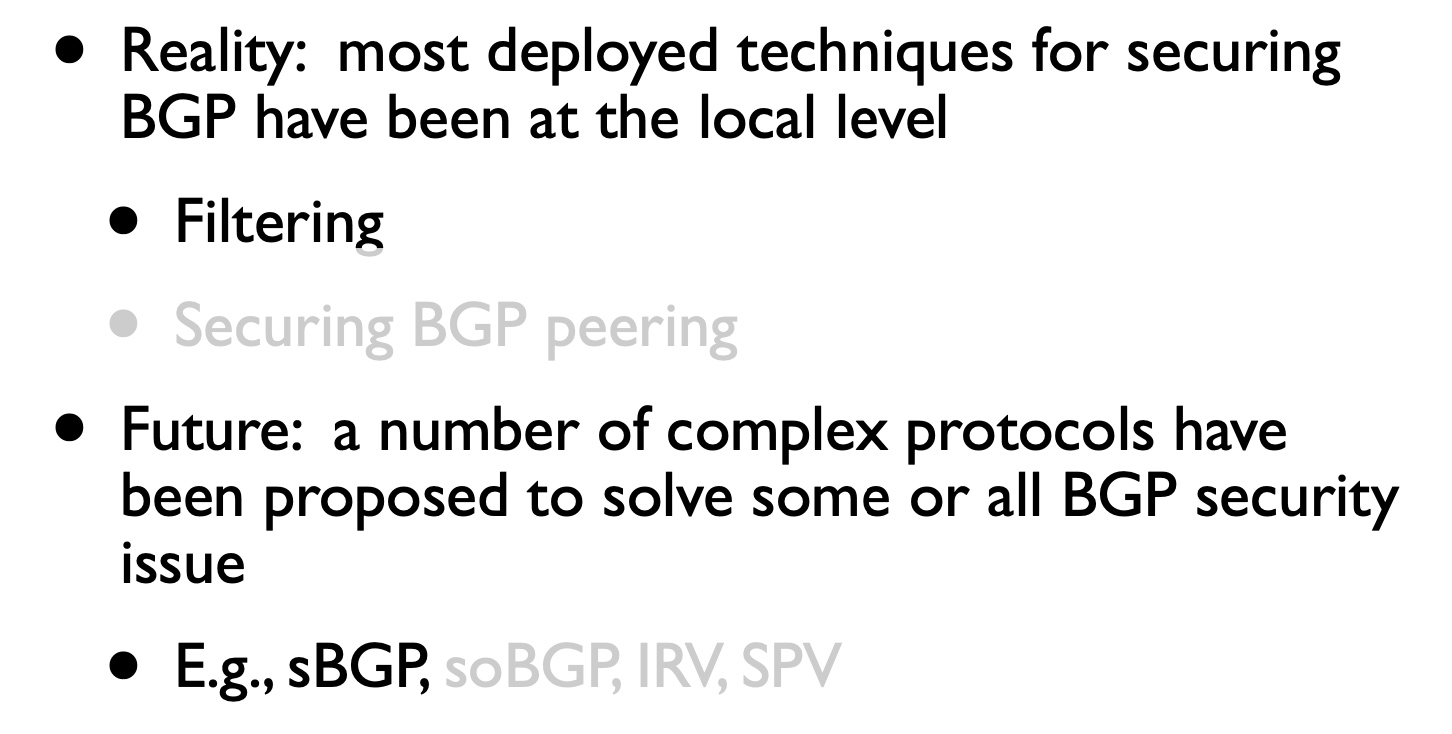 • Reality: most deployed techniques for securing
BGP have been at the local level
• Filtering
• Securing BGP peering
• Future: a number of complex protocols have
been proposed to solve some or all BGP security
issue
• E.g., sBGP, soBGP, IRV, SPV